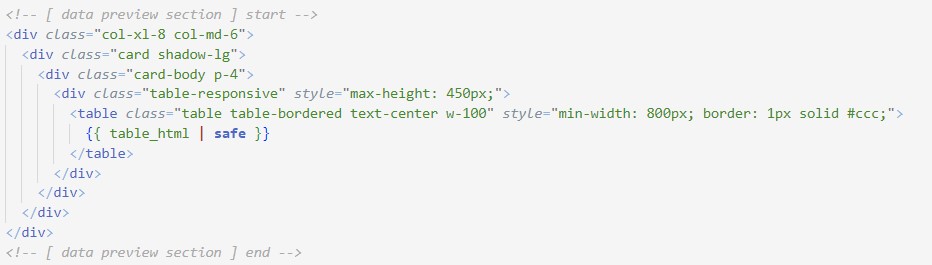 <!-- [ data preview section ] start -->
<div class="col-xl-8 col-md-6">
  <div class="card shadow-lg">
    <div class="card-body p-4">
      <div class="table-responsive" style="max-height: 450px;">
        <table class="table table-bordered text-center w-100" style="min-width: 800px; border: 1px solid #ccc;">
          {{ table_html | safe }}
        </table>
      </div>
    </div>
  </div>
</div>
<!-- [ data preview section ] end -->